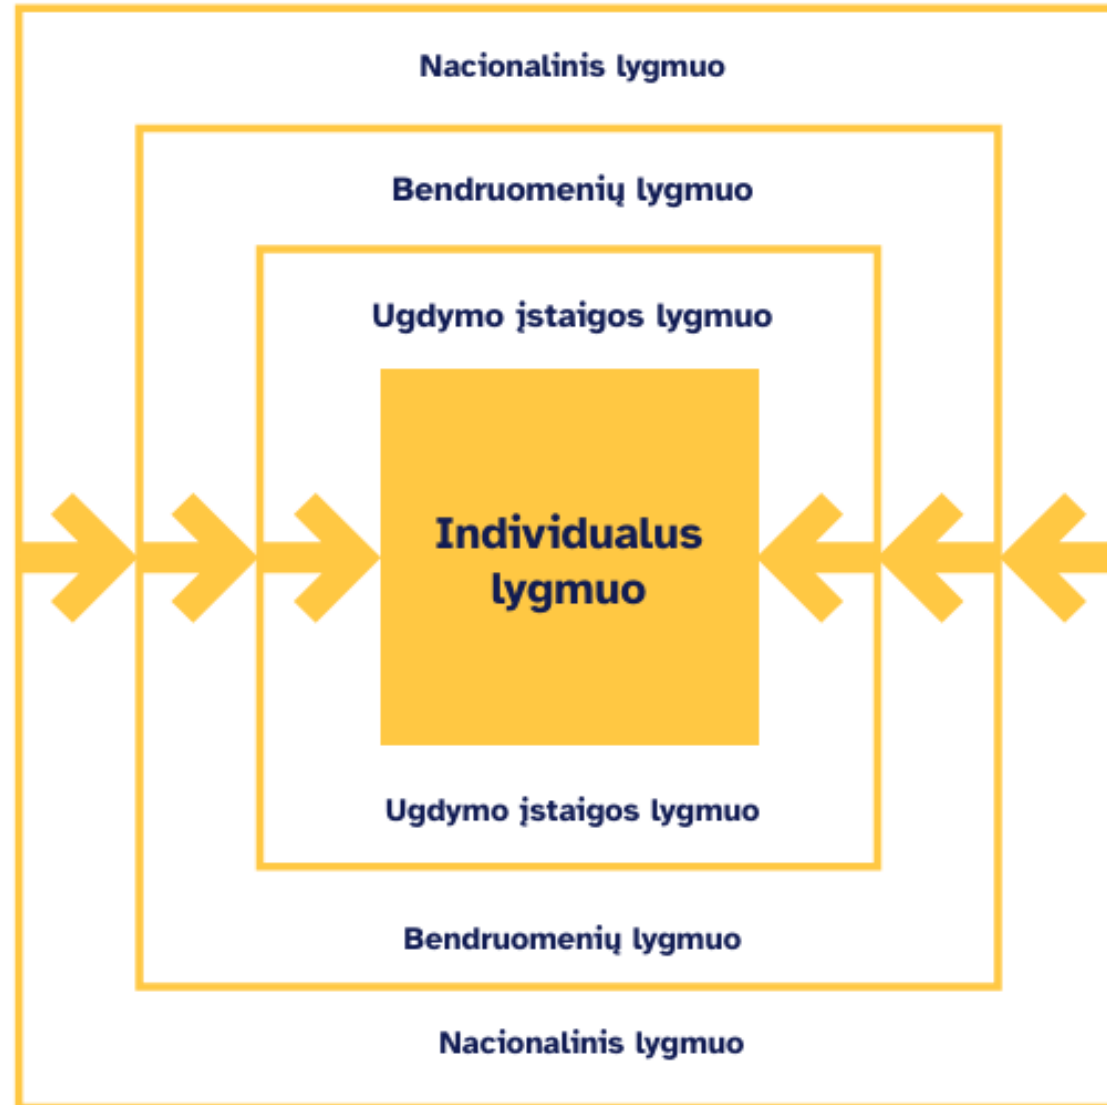 Nacionalinis lygmuo
Bendruomenių lygmuo
Ugdymo įstaigos lygmuo
Individualus
lygmuo
Ugdymo įstaigos lygmuo
Bendruomenių lygmuo
Nacionalinis lygmuo